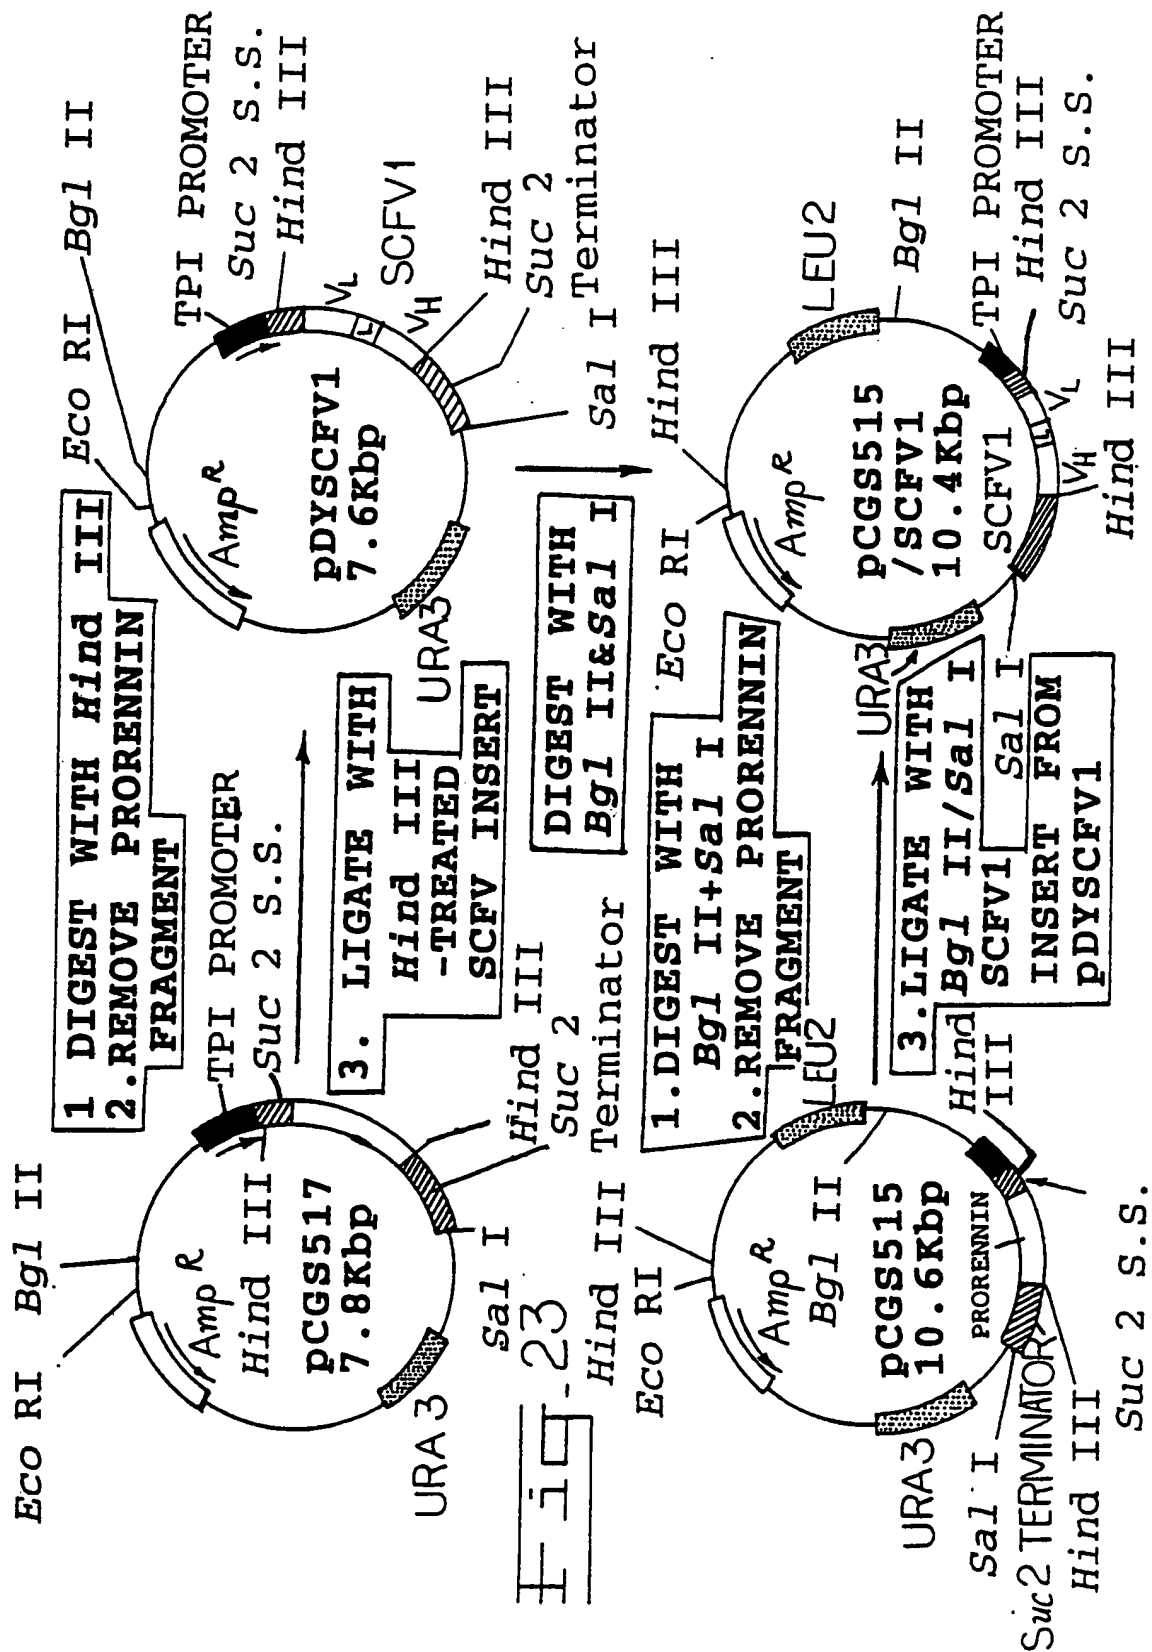 Eco RI
Bgl II
Amp R
Hind III
pCGS517
7.8Kbp
URA3
TPI PROMOTER
Suc 2 S.S.
Hind III
Suc 2
Terminator
Sal I
1 DIGEST WITH Hind III
2.REMOVE PRORENNIN
FRAGMENT
3. LIGATE WITH
Hind III
-TREATED
SCFV INSERT
Eco RI
Bgl II
TPI PROMOTER
Suc 2 S.S.
Hind III
Amp R
pDYSCFV1
7.6Kbp
VL
L
VH
SCFV1
Hind III
Suc 2
Terminator
Sal I
URA3
DIGEST WITH
Bgl II&Sal I
Fig.23
Hind III
Eco RI
Amp R
Bgl II
LEU2
pCGS515
10.6Kbp
PRORENNIN
URA3
Sal I
Suc2 TERMINATOR
Hind III
Suc 2 S.S.
Hind
III
1.DIGEST WITH
Bgl II+Sal I
2.REMOVE PRORENNIN
FRAGMENT
3.LIGATE WITH
Bgl II/Sal I
SCFV1
INSERT FROM
pDYSCFV1
Eco RI
Hind III
LEU2
Bgl II
Amp R
pCGS515
/SCFV1
10.4Kbp
SCFV1
URA3
Sal I
TPI PROMOTER
Hind III
Suc 2 S.S.
VL
L
VH
Hind III